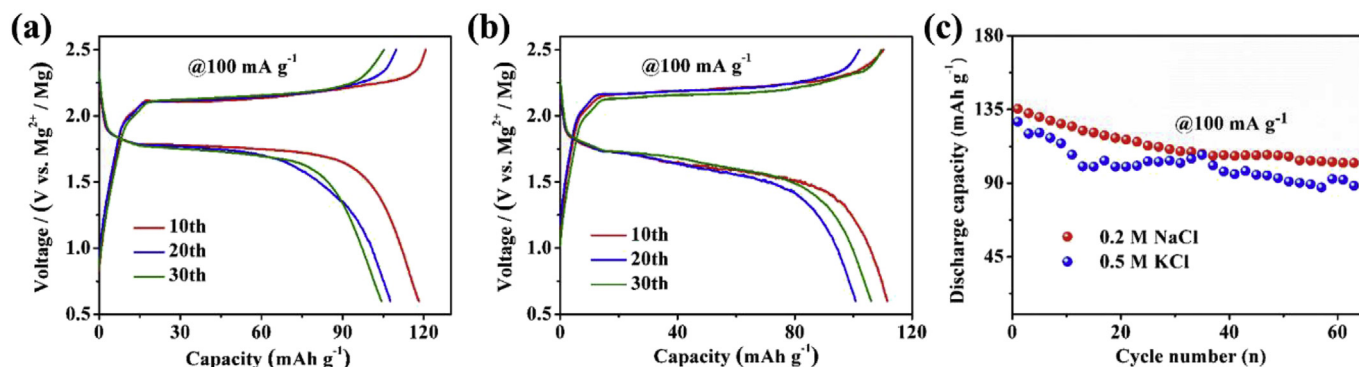 (a)
2.5
2.0
1.5
1.0
0.5
Voltage / (V vs. Mg²⁺ / Mg)
@100 mA g⁻¹
10th
20th
30th
0
30
60
90
120
Capacity (mAh g⁻¹)
(b)
2.5
2.0
1.5
1.0
0.5
Voltage / (V vs. Mg²⁺ / Mg)
@100 mA g⁻¹
10th
20th
30th
0
40
80
120
Capacity (mAh g⁻¹)
(c)
180
135
90
45
Discharge capacity (mAh g⁻¹)
@100 mA g⁻¹
0.2 M NaCl
0.5 M KCl
0
20
40
60
Cycle number (n)